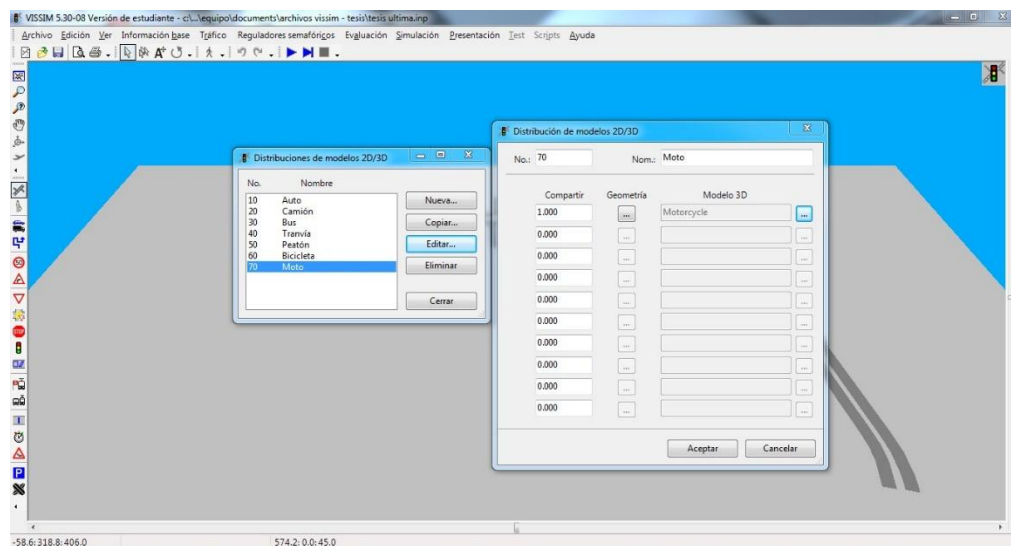 VISSIM 5.30-08 Versión de estudiante - c:\...\equipo\documents\archivos vissim - tesis\tesis ultima.inp
Archivo Edición Ver Información base Tráfico Reguladores semafóricos Evaluación Simulación Presentación Test Scripts Ayuda
Distribuciones de modelos 2D/3D
No. Nombre
10 Auto
20 Camión
30 Bus
40 Tranvía
50 Peatón
60 Bicicleta
70 Moto
Nueva...
Copiar...
Editar...
Eliminar
Cerrar
Distribución de modelos 2D/3D
No.: 70 Nom.: Moto
Compartir Geometría Modelo 3D
1.000 ... Motorcycle ...
0.000 ... ...
0.000 ... ...
0.000 ... ...
0.000 ... ...
0.000 ... ...
0.000 ... ...
0.000 ... ...
0.000 ... ...
0.000 ... ...
Aceptar Cancelar
STOP
P
-58.6: 318.8: 406.0 574.2: 0.0: 45.0